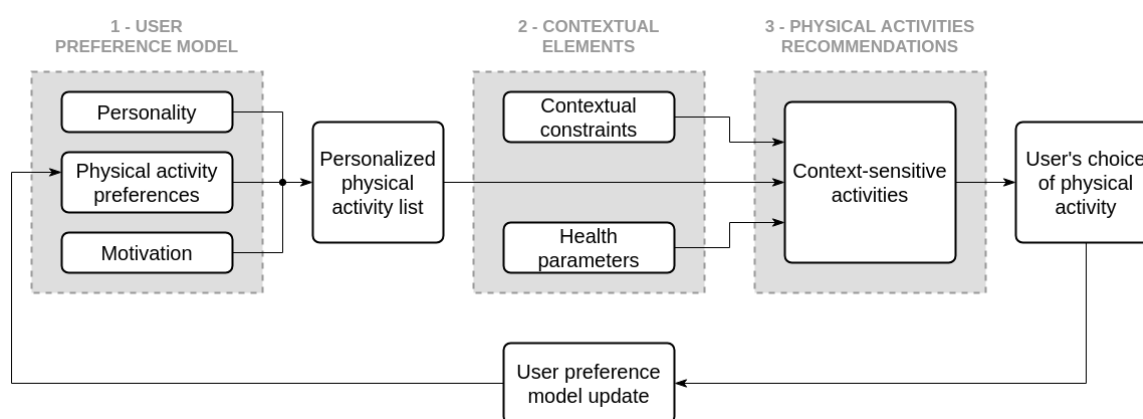 1 - USER
PREFERENCE MODEL
2 - CONTEXTUAL
ELEMENTS
3 - PHYSICAL ACTIVITIES
RECOMMENDATIONS
Personality
Physical activity
preferences
Motivation
Personalized
physical
activity list
Contextual
constraints
Health
parameters
Context-sensitive
activities
User's choice
of physical
activity
User preference
model update